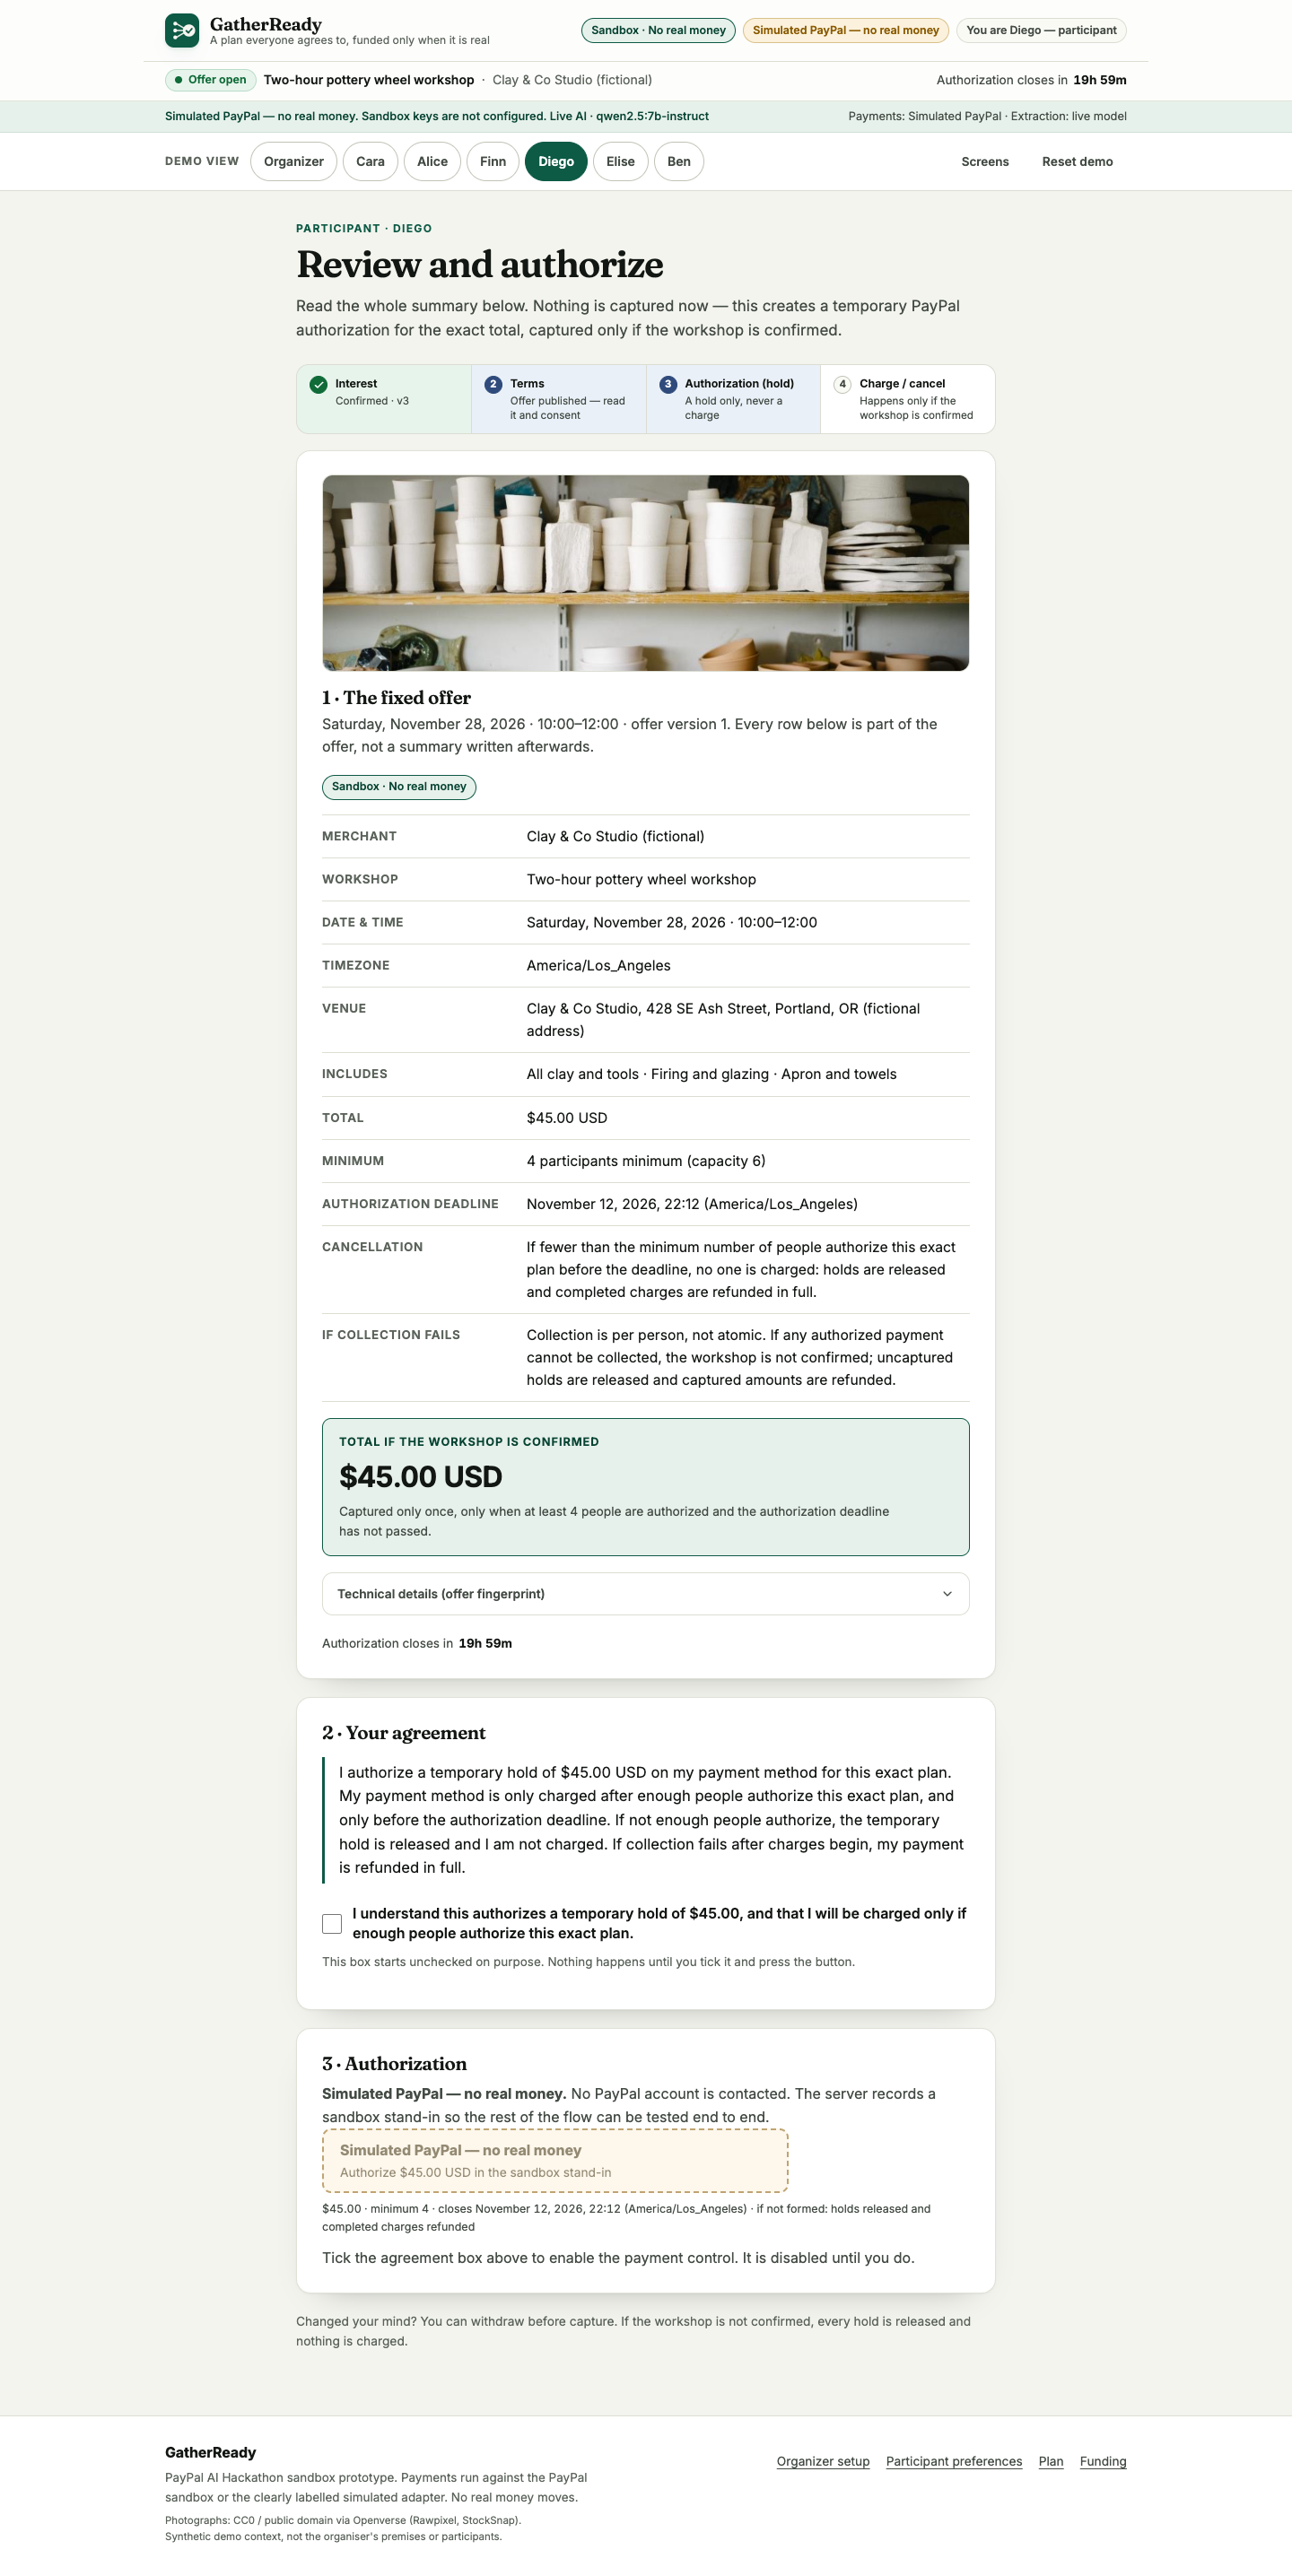 GatherReady
A plan everyone agrees to, funded only when it is real
Sandbox · No real money
Simulated PayPal — no real money
You are Diego — participant
Offer open
Two-hour pottery wheel workshop · Clay & Co Studio (fictional)
Authorization closes in 19h 59m
Simulated PayPal — no real money. Sandbox keys are not configured. Live AI · qwen2.5:7b-instruct
Payments: Simulated PayPal · Extraction: live model
DEMO VIEW
Organizer
Cara
Alice
Finn
Diego
Elise
Ben
Screens
Reset demo
PARTICIPANT · DIEGO
Review and authorize
Read the whole summary below. Nothing is captured now — this creates a temporary PayPal
authorization for the exact total, captured only if the workshop is confirmed.
Interest
Confirmed · v3
2
Terms
Offer published — read
it and consent
3
Authorization (hold)
A hold only, never a
charge
4
Charge / cancel
Happens only if the
workshop is confirmed
1 · The fixed offer
Saturday, November 28, 2026 · 10:00–12:00 · offer version 1. Every row below is part of the
offer, not a summary written afterwards.
Sandbox · No real money
MERCHANT
Clay & Co Studio (fictional)
WORKSHOP
Two-hour pottery wheel workshop
DATE & TIME
Saturday, November 28, 2026 · 10:00–12:00
TIMEZONE
America/Los_Angeles
VENUE
Clay & Co Studio, 428 SE Ash Street, Portland, OR (fictional
address)
INCLUDES
All clay and tools · Firing and glazing · Apron and towels
TOTAL
$45.00 USD
MINIMUM
4 participants minimum (capacity 6)
AUTHORIZATION DEADLINE
November 12, 2026, 22:12 (America/Los_Angeles)
CANCELLATION
If fewer than the minimum number of people authorize this exact
plan before the deadline, no one is charged: holds are released
and completed charges are refunded in full.
IF COLLECTION FAILS
Collection is per person, not atomic. If any authorized payment
cannot be collected, the workshop is not confirmed; uncaptured
holds are released and captured amounts are refunded.
TOTAL IF THE WORKSHOP IS CONFIRMED
$45.00 USD
Captured only once, only when at least 4 people are authorized and the authorization deadline
has not passed.
Technical details (offer fingerprint)
Authorization closes in 19h 59m
2 · Your agreement
I authorize a temporary hold of $45.00 USD on my payment method for this exact plan.
My payment method is only charged after enough people authorize this exact plan, and
only before the authorization deadline. If not enough people authorize, the temporary
hold is released and I am not charged. If collection fails after charges begin, my payment
is refunded in full.
I understand this authorizes a temporary hold of $45.00, and that I will be charged only if
enough people authorize this exact plan.
This box starts unchecked on purpose. Nothing happens until you tick it and press the button.
3 · Authorization
Simulated PayPal — no real money. No PayPal account is contacted. The server records a
sandbox stand-in so the rest of the flow can be tested end to end.
Simulated PayPal — no real money
Authorize $45.00 USD in the sandbox stand-in
$45.00 · minimum 4 · closes November 12, 2026, 22:12 (America/Los_Angeles) · if not formed: holds released and
completed charges refunded
Tick the agreement box above to enable the payment control. It is disabled until you do.
Changed your mind? You can withdraw before capture. If the workshop is not confirmed, every hold is released and
nothing is charged.
GatherReady
PayPal AI Hackathon sandbox prototype. Payments run against the PayPal
sandbox or the clearly labelled simulated adapter. No real money moves.
Photographs: CC0 / public domain via Openverse (Rawpixel, StockSnap).
Synthetic demo context, not the organiser's premises or participants.
Organizer setup
Participant preferences
Plan
Funding